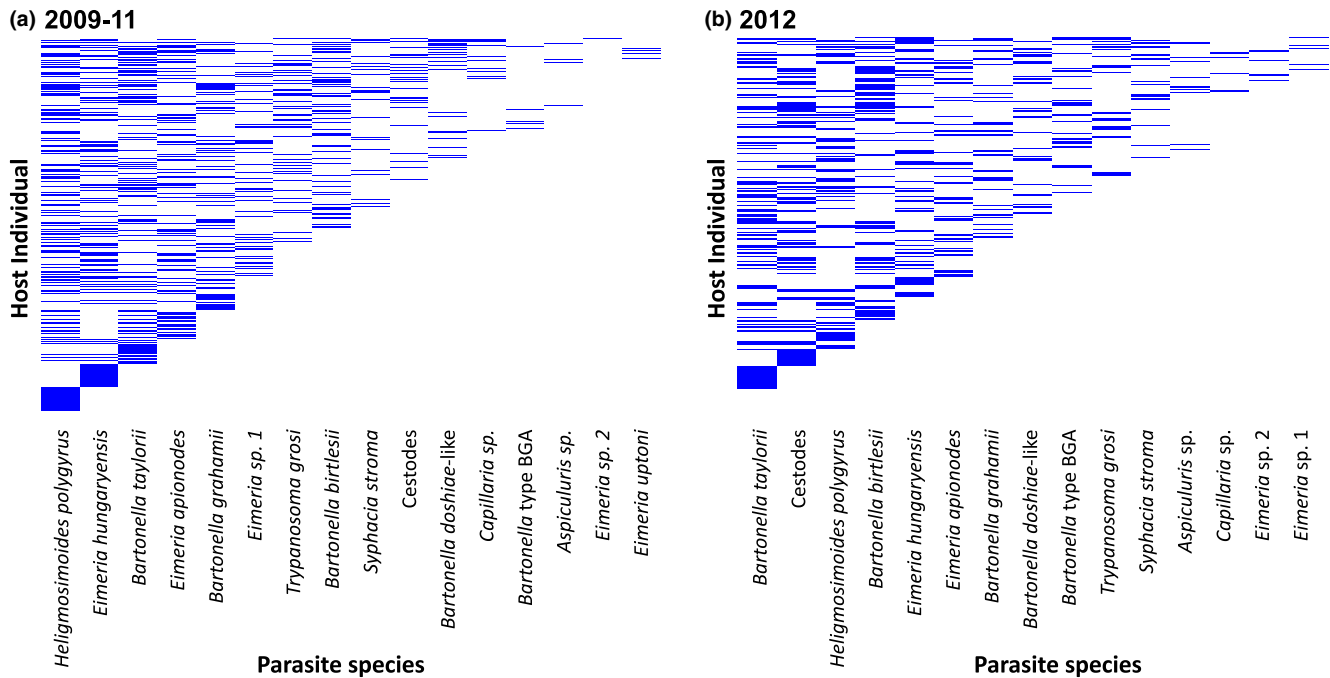 (a) 2009-11
Host Individual
Heligmosimoides polygyrus
Eimeria hungaryensis
Bartonella taylorii
Eimeria apionodes
Bartonella grahamii
Eimeria sp. 1
Trypanosoma grosi
Bartonella birtlesii
Syphacia stroma
Cestodes
Bartonella doshiae-like
Capillaria sp.
Bartonella type BGA
Aspiculuris sp.
Eimeria sp. 2
Eimeria uptoni
Parasite species
(b) 2012
Host Individual
Bartonella taylorii
Cestodes
Heligmosimoides polygyrus
Bartonella birtlesii
Eimeria hungaryensis
Eimeria apionodes
Bartonella grahamii
Bartonella doshiae-like
Bartonella type BGA
Trypanosoma grosi
Syphacia stroma
Aspiculuris sp.
Capillaria sp.
Eimeria sp. 2
Eimeria sp. 1
Parasite species